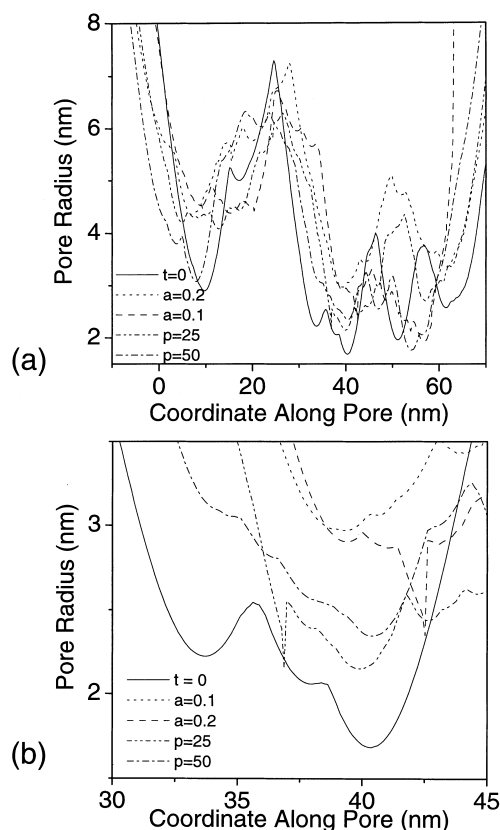 8
6
4
2
Pore Radius (nm)
t=0
a=0.2
a=0.1
p=25
p=50
(a)
0 20 40 60
Coordinate Along Pore (nm)
3
2
Pore Radius (nm)
t = 0
a=0.1
a=0.2
p=25
p=50
(b)
30 35 40 45
Coordinate Along Pore (nm)